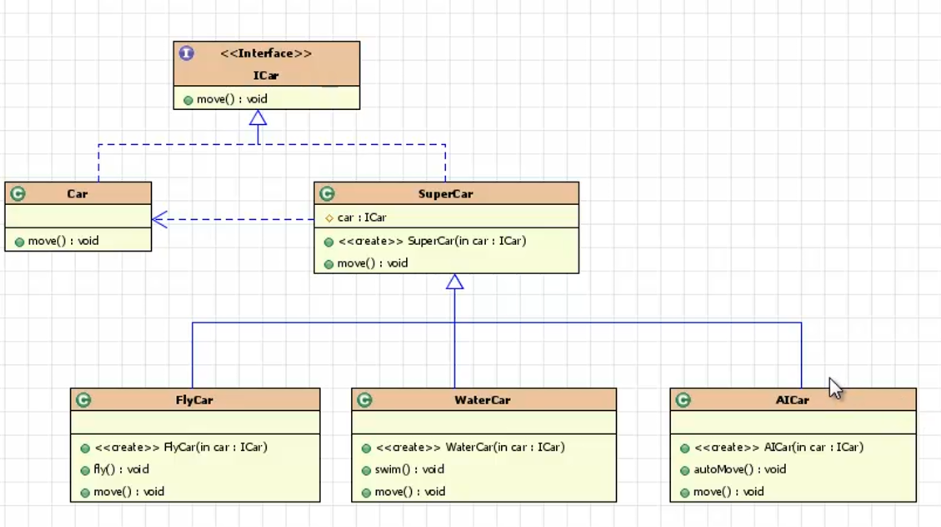 I
<<Interface>>
ICar
move() : void
C
Car
move() : void
C
SuperCar
car : ICar
<<create>> SuperCar(in car : ICar)
move() : void
C
FlyCar
<<create>> FlyCar(in car : ICar)
fly() : void
move() : void
C
WaterCar
<<create>> WaterCar(in car : ICar)
swim() : void
move() : void
C
AICar
<<create>> AICar(in car : ICar)
autoMove() : void
move() : void